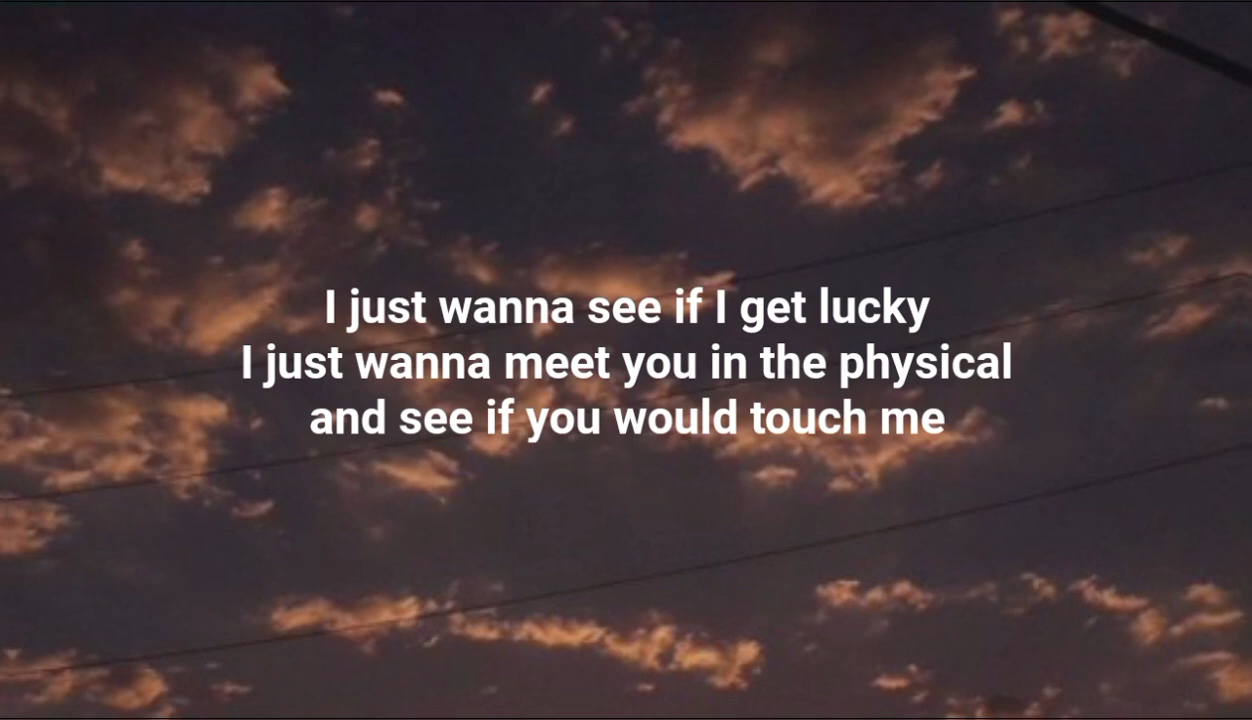 I just wanna see if I get lucky
I just wanna meet you in the physical
and see if you would touch me